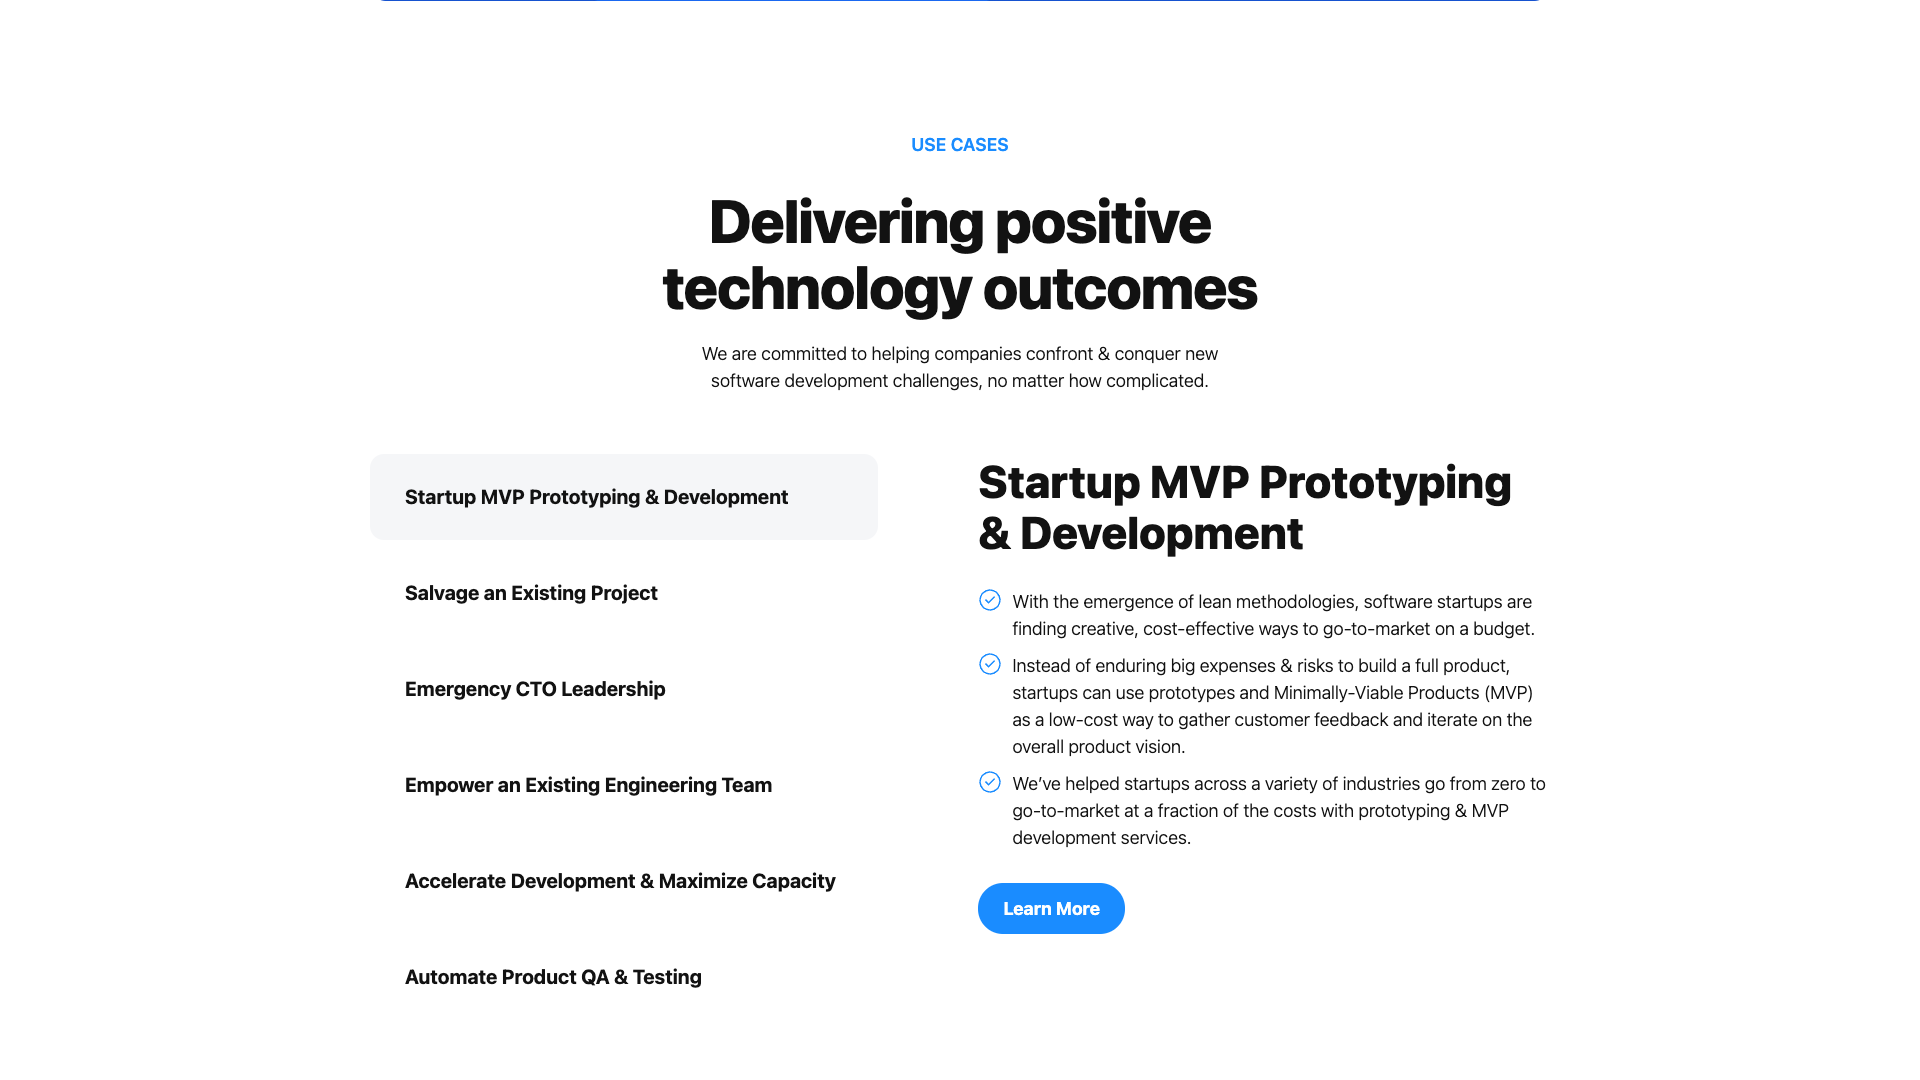 USE CASES
Delivering positive
technology outcomes
We are committed to helping companies confront & conquer new
software development challenges, no matter how complicated.
Startup MVP Prototyping & Development
Salvage an Existing Project
Emergency CTO Leadership
Empower an Existing Engineering Team
Accelerate Development & Maximize Capacity
Automate Product QA & Testing
Startup MVP Prototyping
& Development
With the emergence of lean methodologies, software startups are
finding creative, cost-effective ways to go-to-market on a budget.
Instead of enduring big expenses & risks to build a full product,
startups can use prototypes and Minimally-Viable Products (MVP)
as a low-cost way to gather customer feedback and iterate on the
overall product vision.
We’ve helped startups across a variety of industries go from zero to
go-to-market at a fraction of the costs with prototyping & MVP
development services.
Learn More